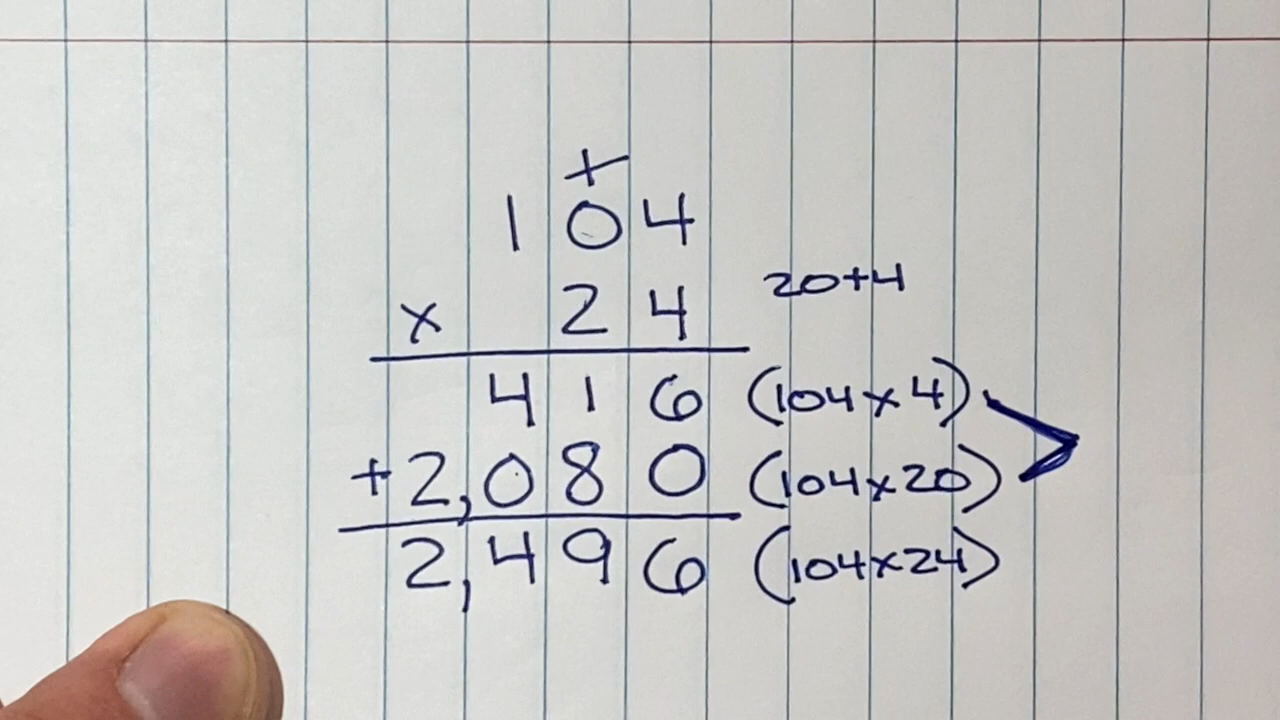 1
104
x 24 20+4
416 (104x4)
+2,080 (104x20)
2,496 (104x24)